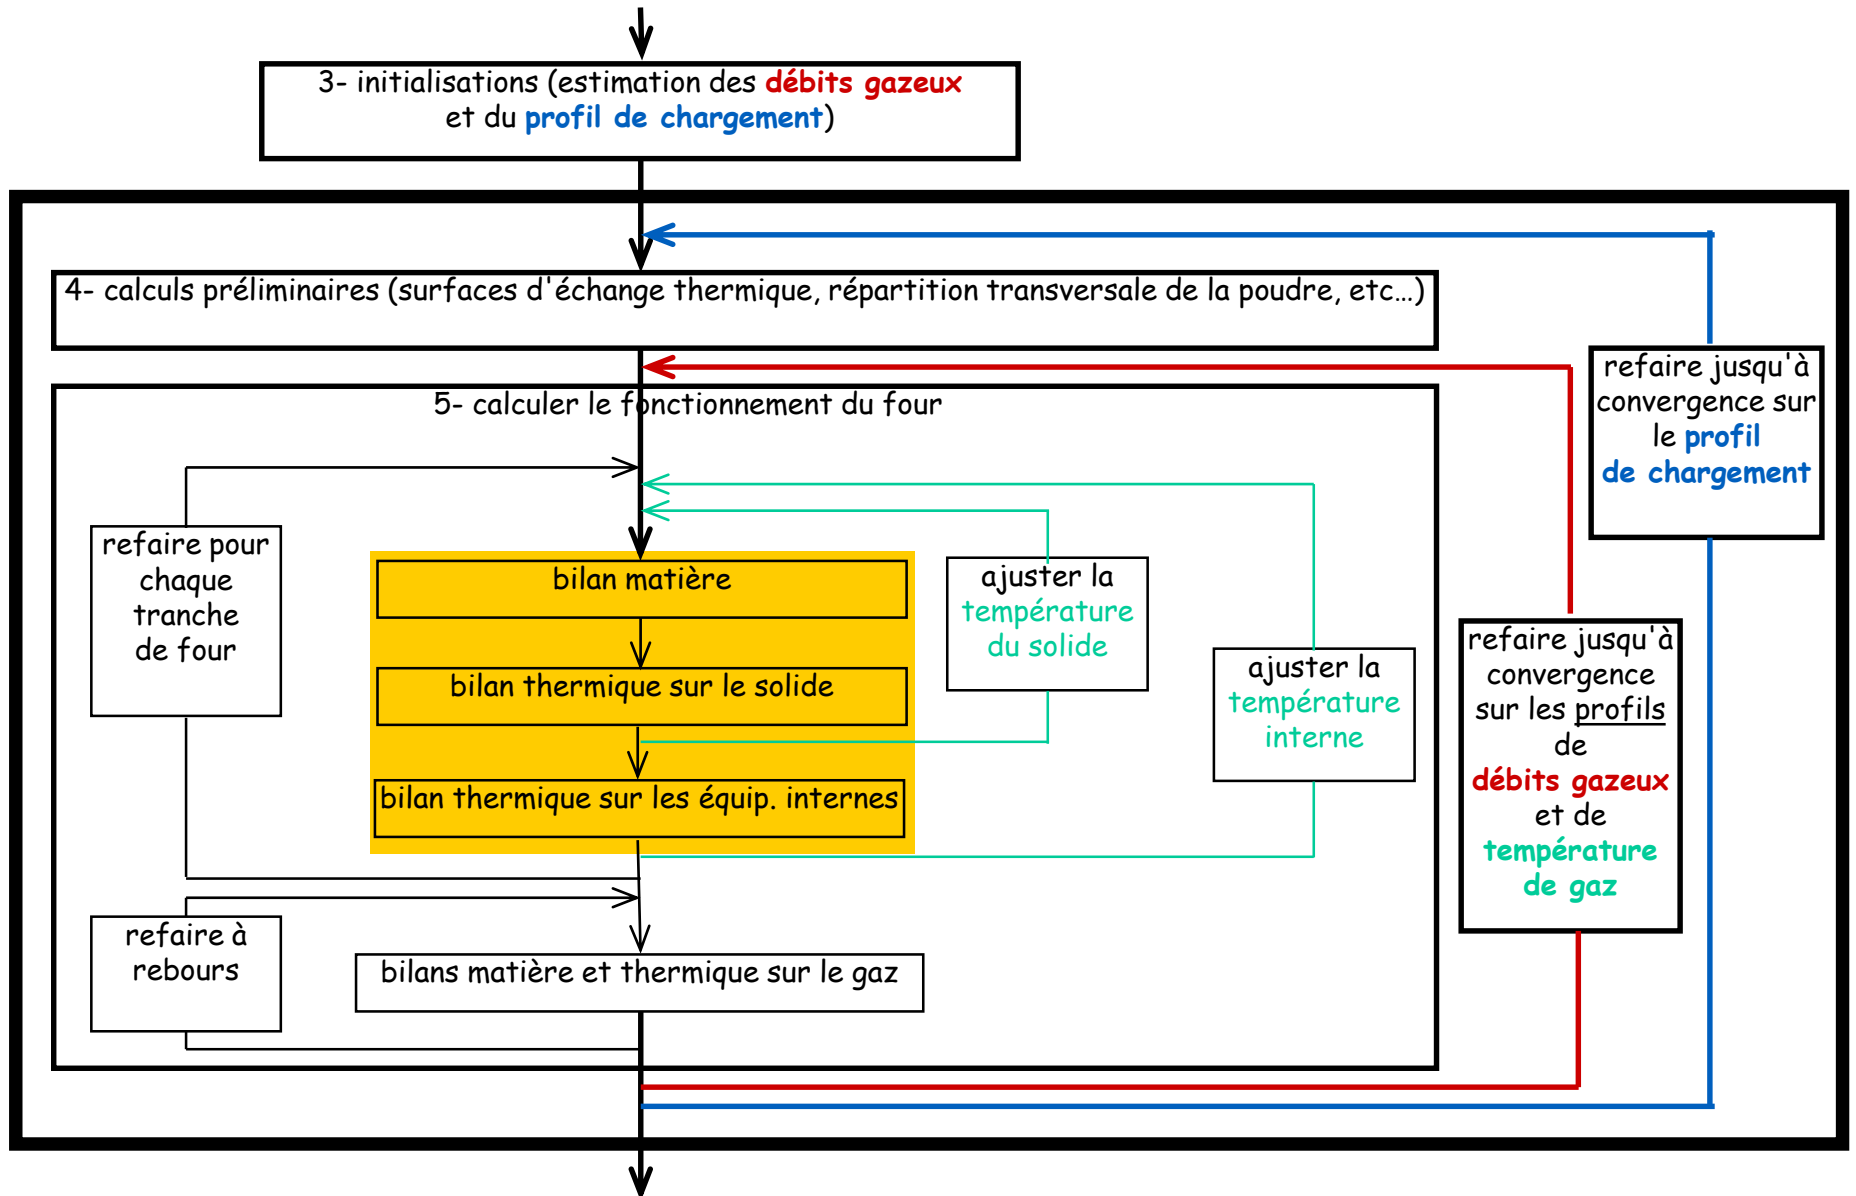 3- initialisations (estimation des débits gazeux
et du profil de chargement)
4- calculs préliminaires (surfaces d'échange thermique, répartition transversale de la poudre, etc...)
5- calculer le fonctionnement du four
refaire pour
chaque
tranche
de four
bilan matière
bilan thermique sur le solide
bilan thermique sur les équip. internes
ajuster la
température
du solide
ajuster la
température
interne
refaire à
rebours
bilans matière et thermique sur le gaz
refaire jusqu'à
convergence
sur les profils
de
débits gazeux
et de
température
de gaz
refaire jusqu'à
convergence sur
le profil
de chargement